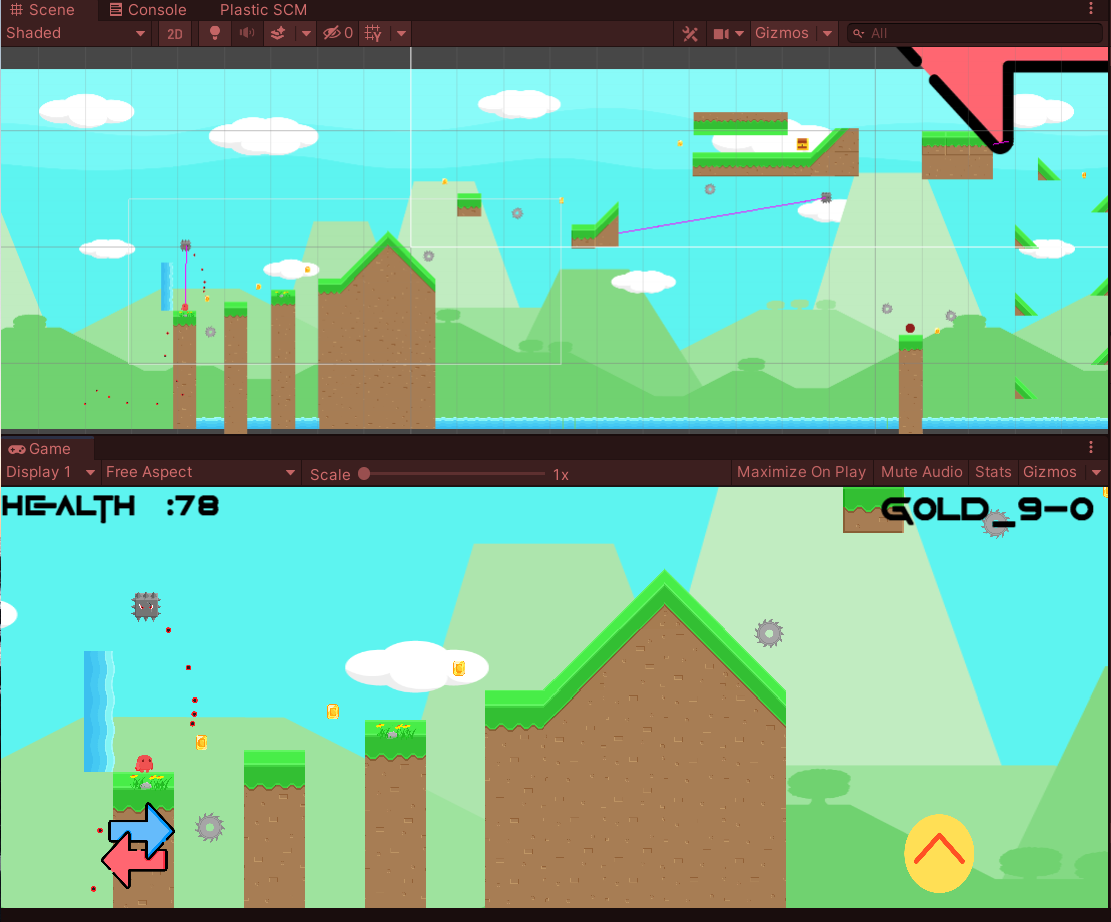 Scene Console Plastic SCM
Shaded 2D 0 Gizmos All
Game
Display 1 Free Aspect Scale 1x Maximize On Play Mute Audio Stats Gizmos
HEALTH :78 GOLD_9-0